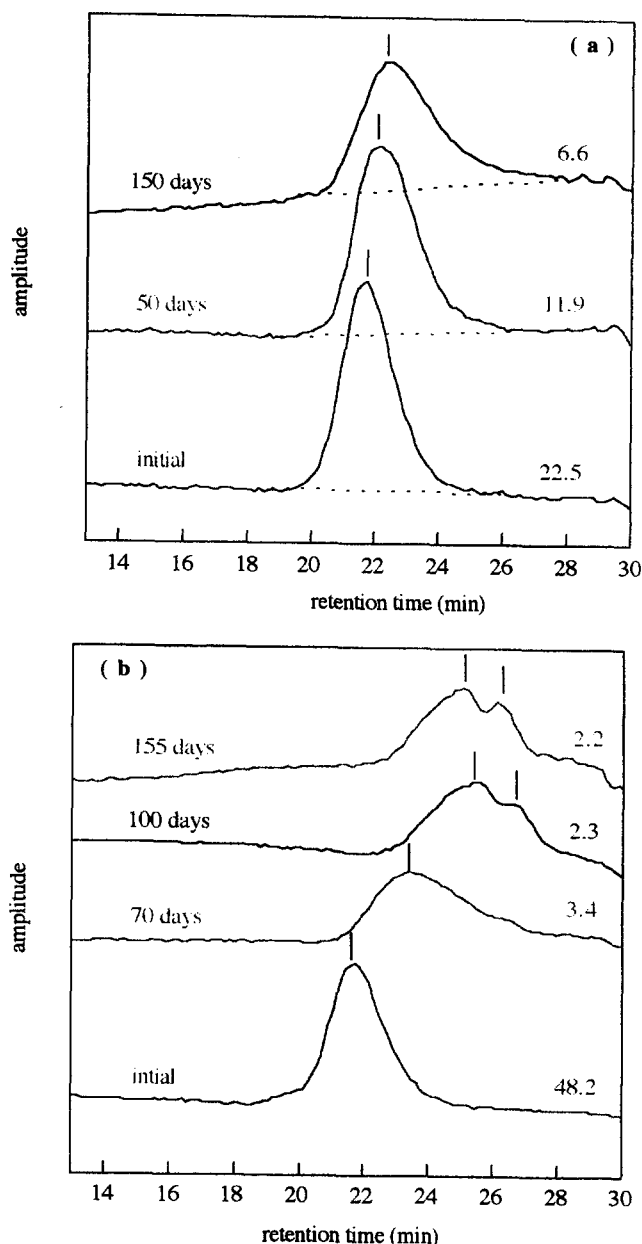 ( a )
6.6
150 days
50 days
11.9
initial
22.5
amplitude
14 16 18 20 22 24 26 28 30
retention time (min)
( b )
155 days
2.2
100 days
2.3
70 days
3.4
intial
48.2
amplitude
14 16 18 20 22 24 26 28 30
retention time (min)